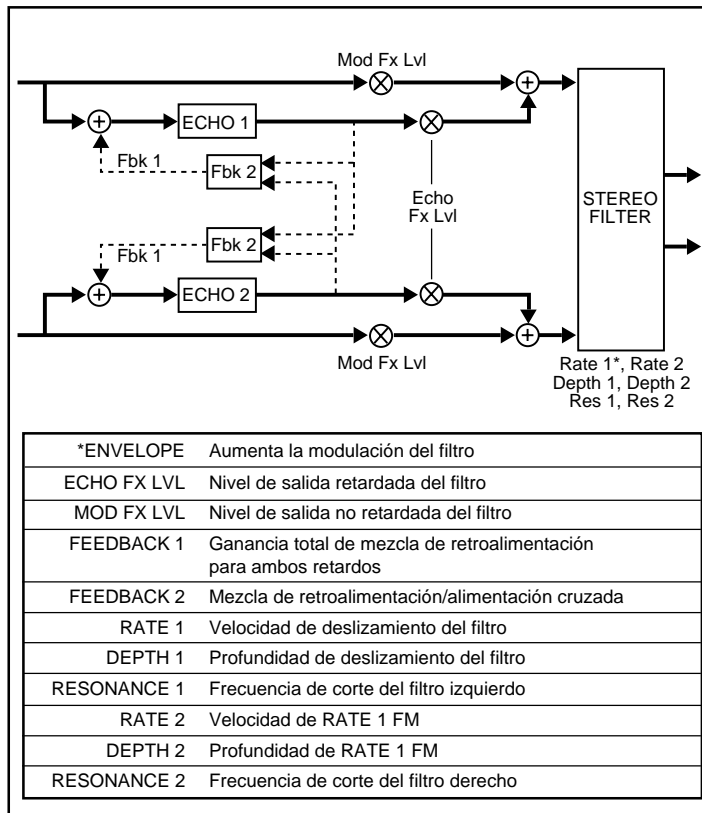 Mod Fx Lvl
ECHO 1
Fbk 1
Fbk 2
Echo
Fx Lvl
STEREO
FILTER
Fbk 1
Fbk 2
ECHO 2
Mod Fx Lvl
Rate 1*, Rate 2
Depth 1, Depth 2
Res 1, Res 2
*ENVELOPE Aumenta la modulación del filtro
ECHO FX LVL Nivel de salida retardada del filtro
MOD FX LVL Nivel de salida no retardada del filtro
FEEDBACK 1 Ganancia total de mezcla de retroalimentación
para ambos retardos
FEEDBACK 2 Mezcla de retroalimentación/alimentación cruzada
RATE 1 Velocidad de deslizamiento del filtro
DEPTH 1 Profundidad de deslizamiento del filtro
RESONANCE 1 Frecuencia de corte del filtro izquierdo
RATE 2 Velocidad de RATE 1 FM
DEPTH 2 Profundidad de RATE 1 FM
RESONANCE 2 Frecuencia de corte del filtro derecho